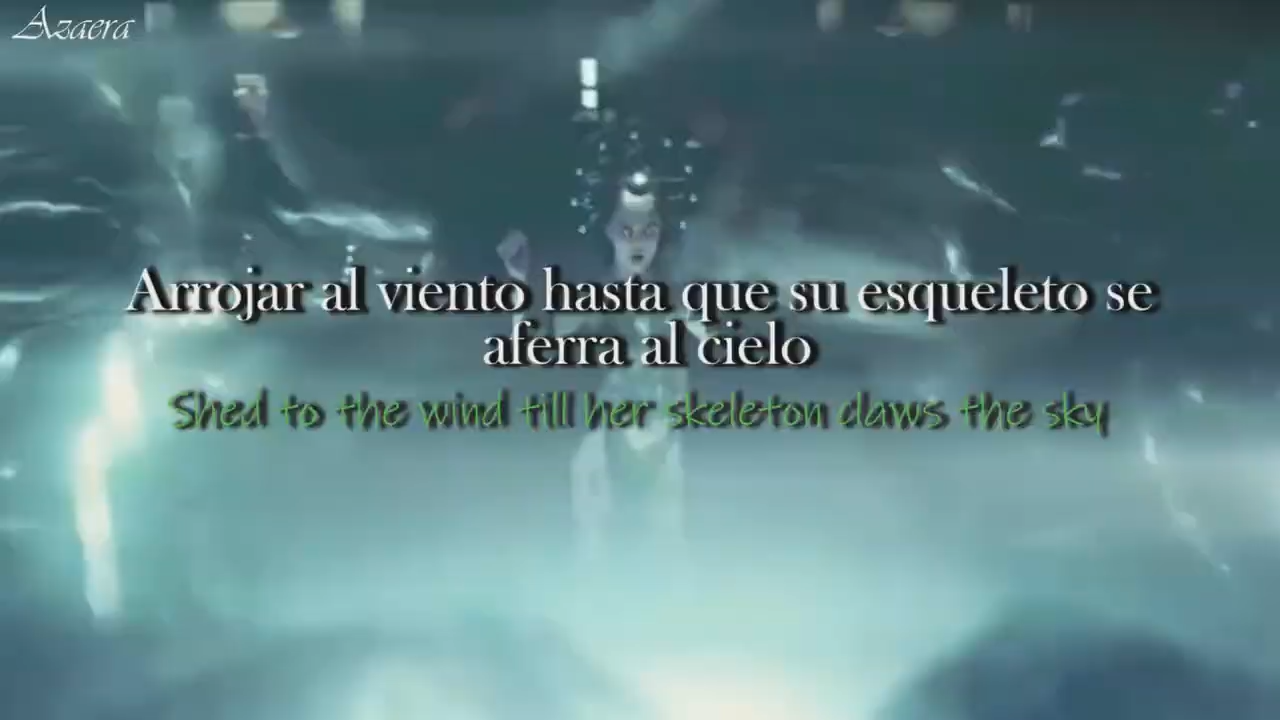 Azaera
Arrojar al viento hasta que su esqueleto se
aferra al cielo
Shed to the wind till her skeleton claws the sky